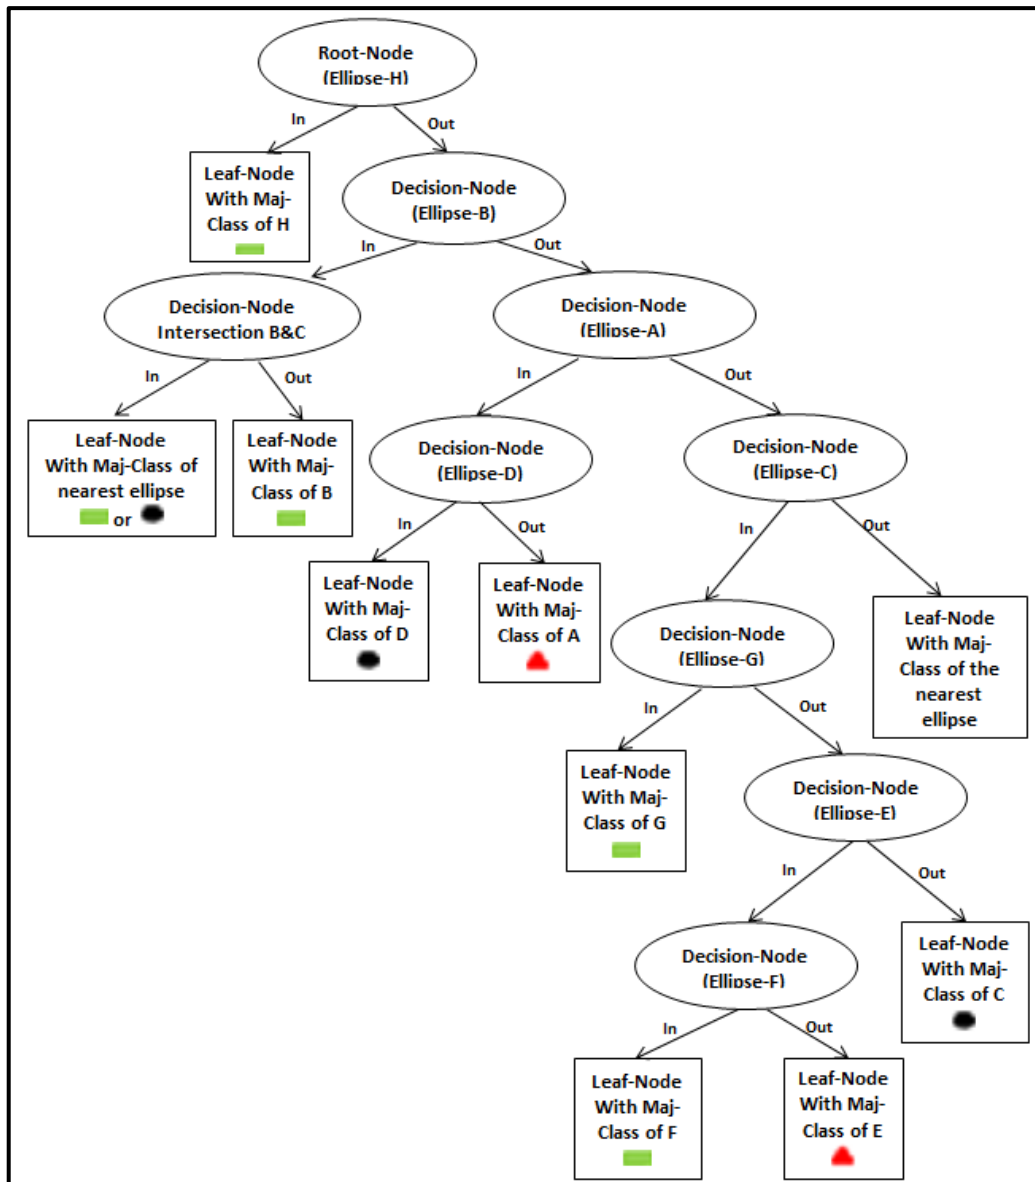 Root-Node
(Ellipse-H)
In
Out
Leaf-Node
With Maj-
Class of H
Decision-Node
(Ellipse-B)
In
Out
Decision-Node
Intersection B&C
Decision-Node
(Ellipse-A)
In
Out
In
Out
Leaf-Node
With Maj-Class of
nearest ellipse
or
Leaf-Node
With Maj-
Class of B
Decision-Node
(Ellipse-D)
Decision-Node
(Ellipse-C)
In
Out
In
Out
Leaf-Node
With Maj-
Class of D
Leaf-Node
With Maj-
Class of A
Decision-Node
(Ellipse-G)
Leaf-Node
With Maj-
Class of the
nearest
ellipse
In
Out
Leaf-Node
With Maj-
Class of G
Decision-Node
(Ellipse-E)
In
Out
Decision-Node
(Ellipse-F)
Leaf-Node
With Maj-
Class of C
In
Out
Leaf-Node
With Maj-
Class of F
Leaf-Node
With Maj-
Class of E